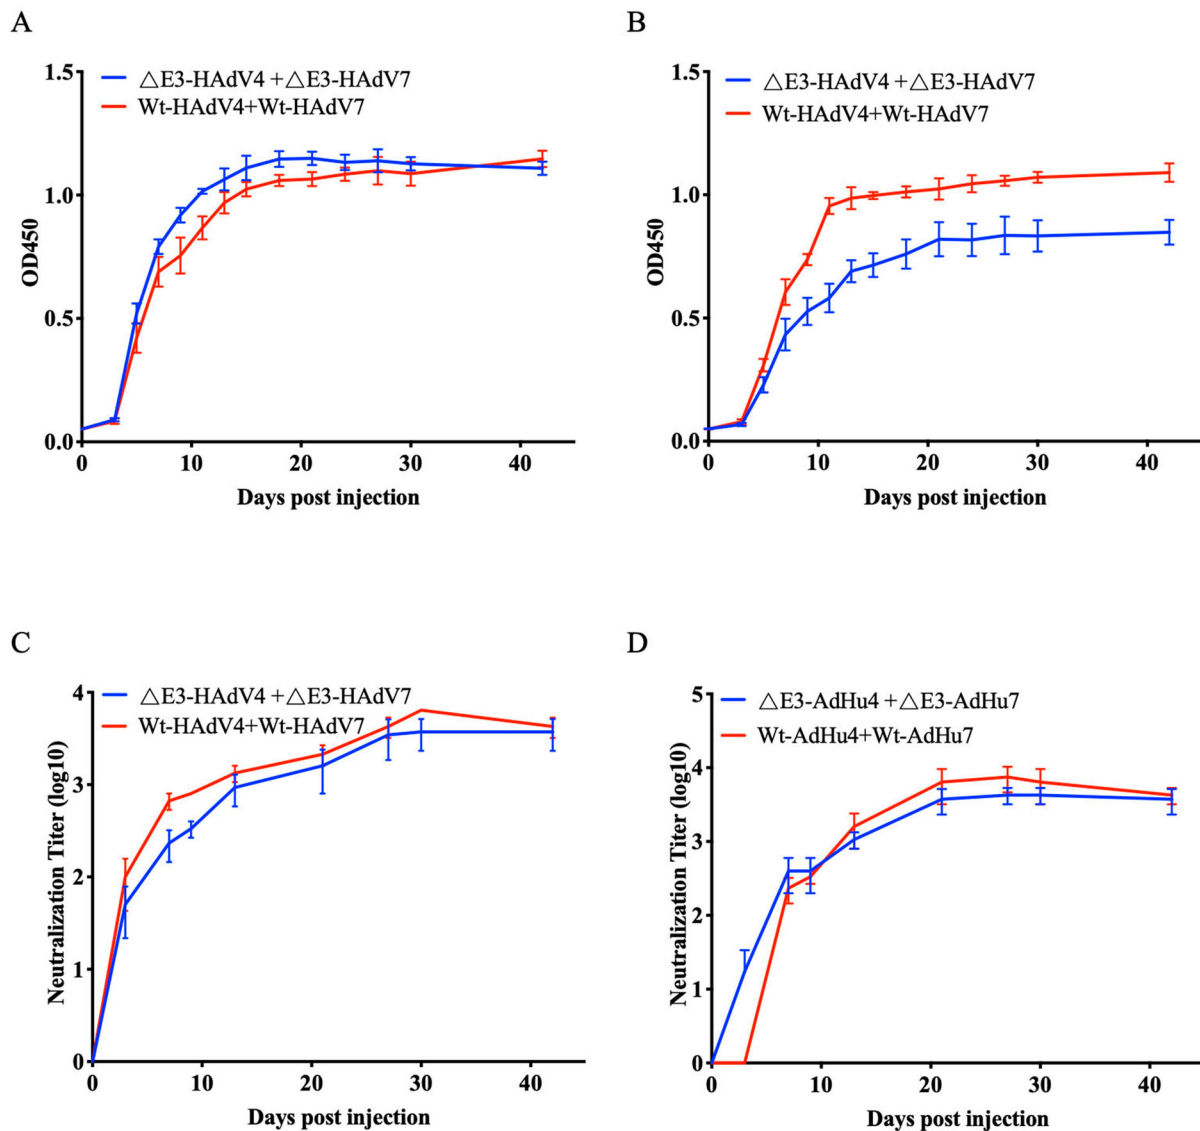 A
△E3-HAdV4 +△E3-HAdV7
Wt-HAdV4+Wt-HAdV7
1.5
1.0
0.5
0.0
OD450
0 10 20 30 40
Days post injection
B
△E3-HAdV4 +△E3-HAdV7
Wt-HAdV4+Wt-HAdV7
1.5
1.0
0.5
0.0
OD450
0 10 20 30 40
Days post injection
C
△E3-HAdV4 +△E3-HAdV7
Wt-HAdV4+Wt-HAdV7
4
3
2
1
0
Neutralization Titer (log10)
0 10 20 30 40
Days post injection
D
△E3-AdHu4 +△E3-AdHu7
Wt-AdHu4+Wt-AdHu7
5
4
3
2
1
0
Neutralization Titer (log10)
0 10 20 30 40
Days post injection